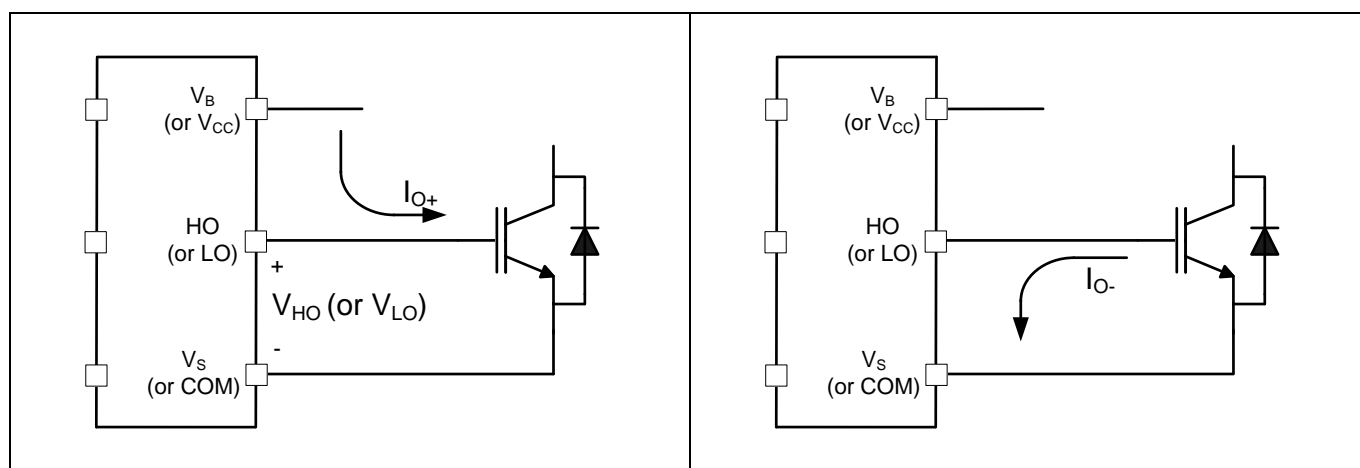 V_B
(or V_CC)
I_O+
HO
(or LO)
+
V_HO (or V_LO)
-
V_S
(or COM)
V_B
(or V_CC)
HO
(or LO)
I_O-
V_S
(or COM)